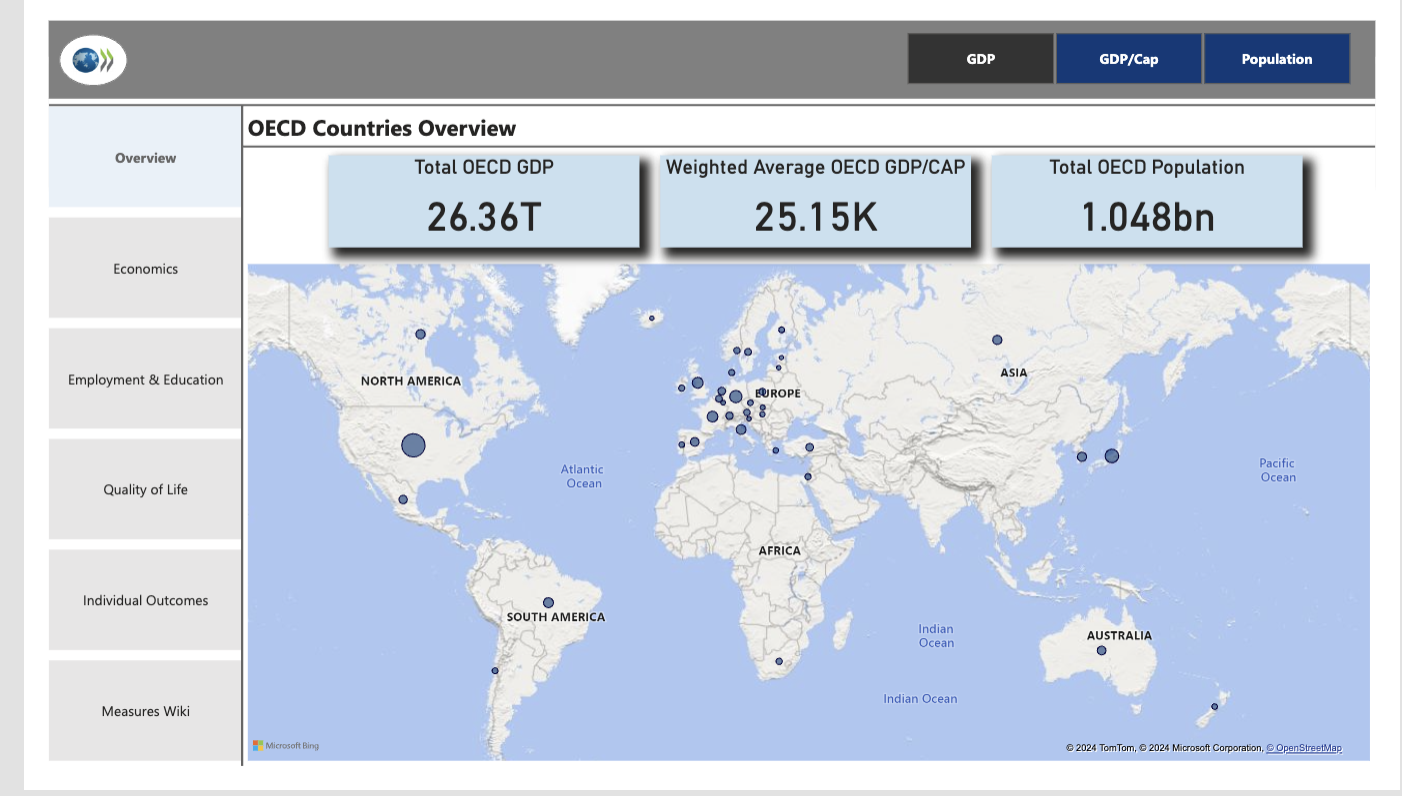 GDP
GDP/Cap
Population
Overview
Economics
Employment & Education
Quality of Life
Individual Outcomes
Measures Wiki
OECD Countries Overview
Total OECD GDP
26.36T
Weighted Average OECD GDP/CAP
25.15K
Total OECD Population
1.048bn
NORTH AMERICA
EUROPE
ASIA
Atlantic
Ocean
Pacific
Ocean
AFRICA
SOUTH AMERICA
Indian
Ocean
AUSTRALIA
Indian Ocean
Microsoft Bing
© 2024 TomTom, © 2024 Microsoft Corporation, © OpenStreetMap